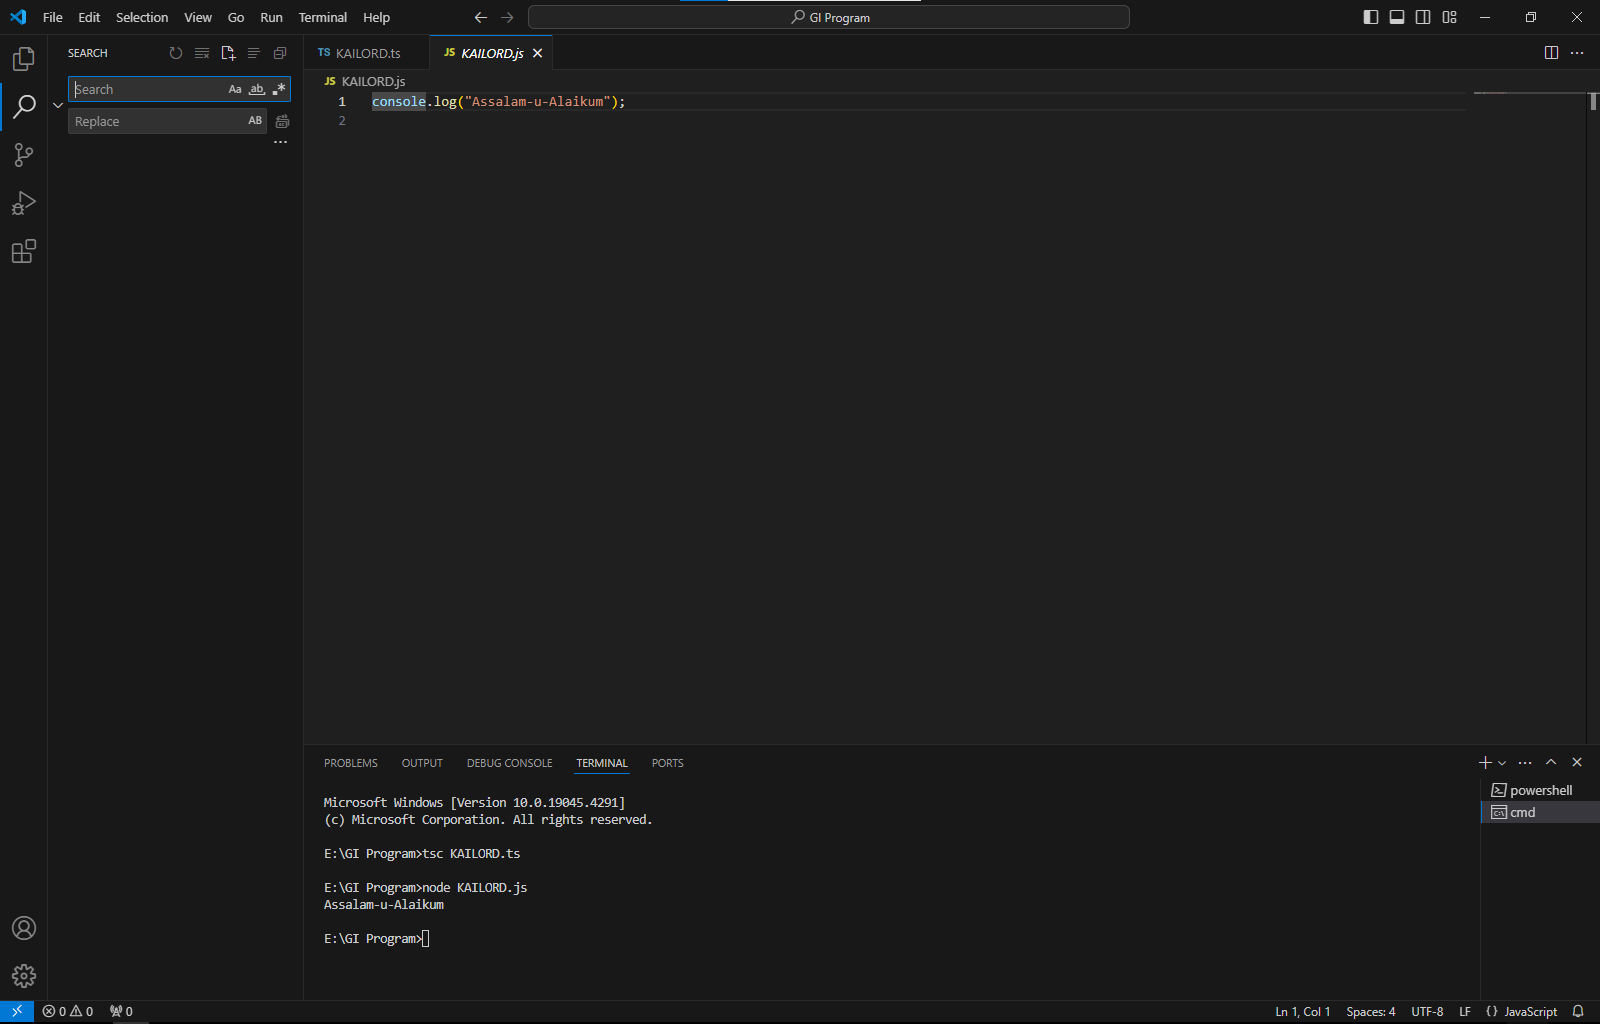 File Edit Selection View Go Run Terminal Help
GI Program
SEARCH
Search Aa ab .*
Replace AB
TS KAILORD.ts
JS KAILORD.js
JS KAILORD.js
1 console.log("Assalam-u-Alaikum");
2
PROBLEMS OUTPUT DEBUG CONSOLE TERMINAL PORTS
Microsoft Windows [Version 10.0.19045.4291]
(c) Microsoft Corporation. All rights reserved.
E:\GI Program>tsc KAILORD.ts
E:\GI Program>node KAILORD.js
Assalam-u-Alaikum
E:\GI Program>
powershell
cmd
0 0 0
Ln 1, Col 1 Spaces: 4 UTF-8 LF {} JavaScript